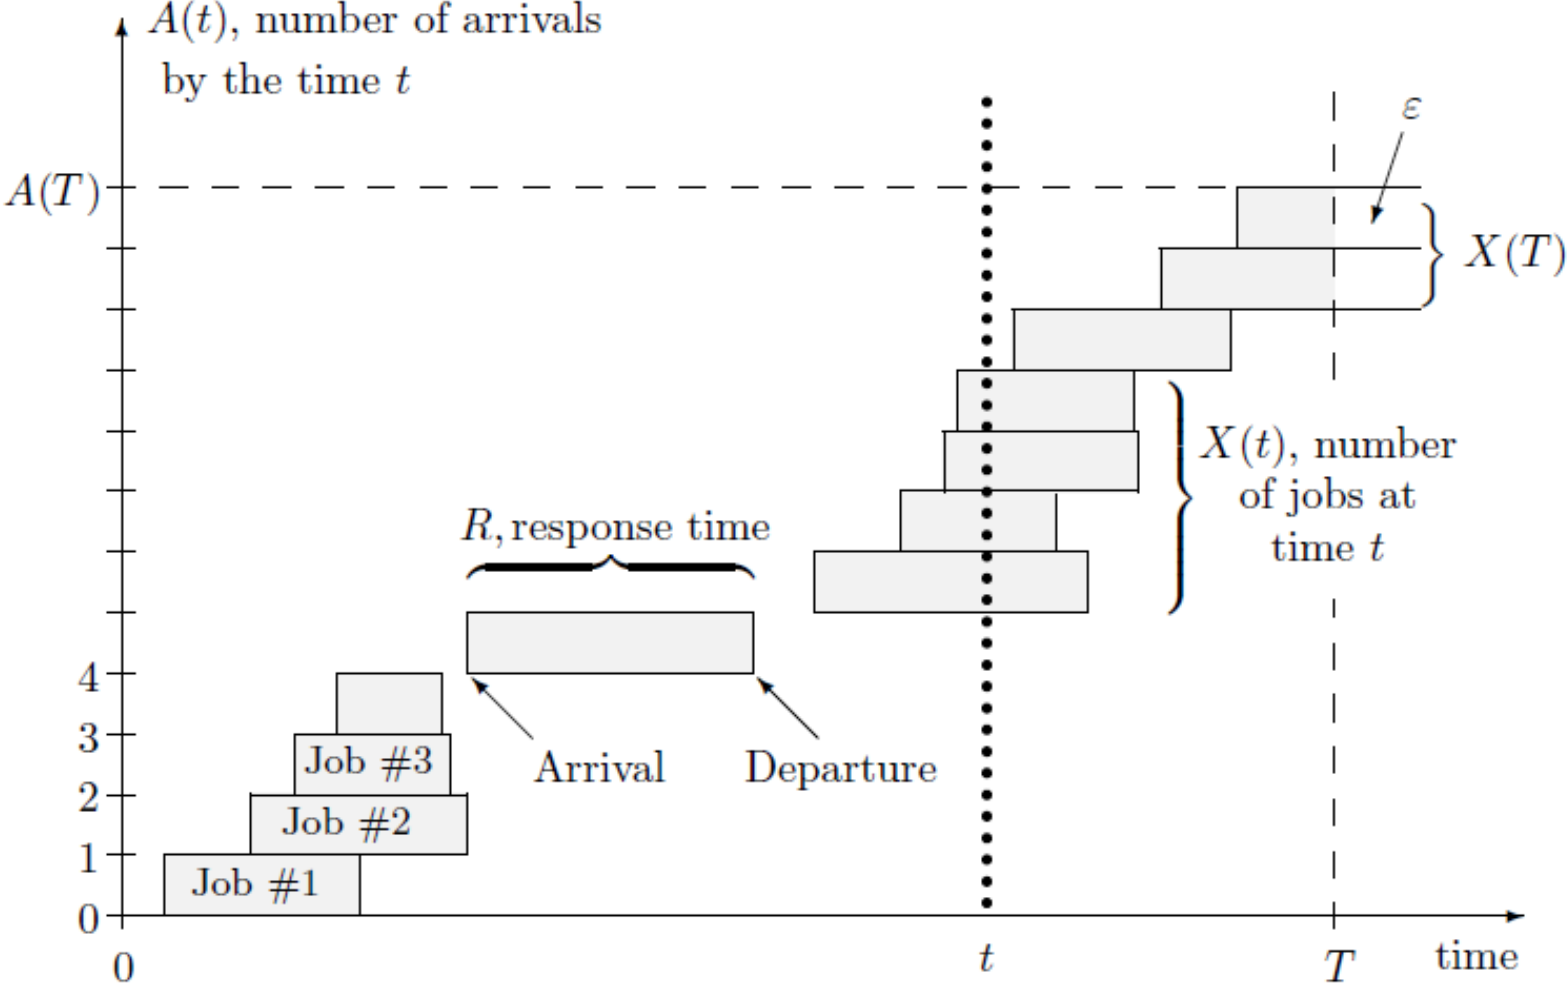 A(t), number of arrivals
by the time t
ε
A(T)
X(T)
X(t), number
of jobs at
time t
R, response time
4
3
2
1
0
Job #3
Job #2
Job #1
Arrival
Departure
0
t
T
time